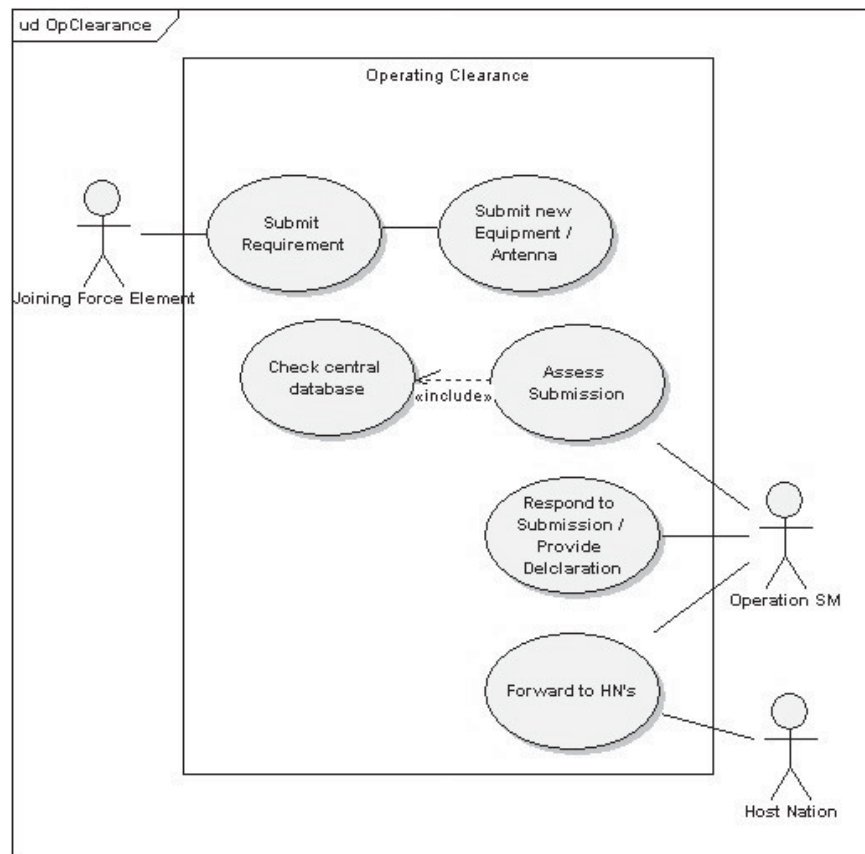 ud OpClearance
Operating Clearance
Submit
Requirement
Submit new
Equipment /
Antenna
Joining Force Element
Check central
database
«include»
Assess
Submission
Respond to
Submission /
Provide
Delclaration
Operation SM
Forward to HN's
Host Nation